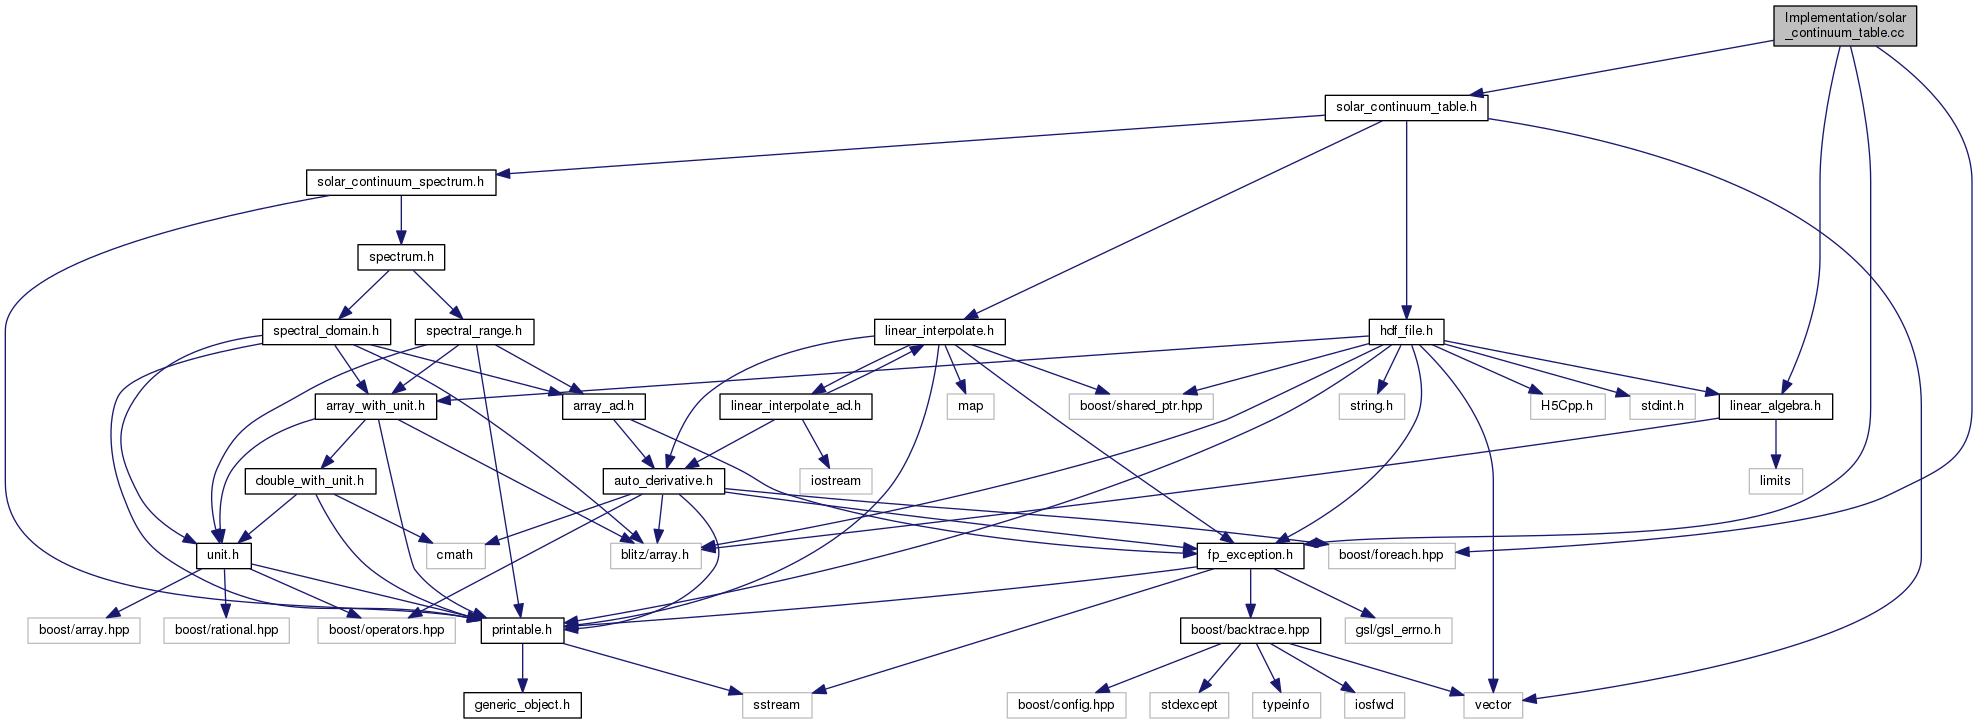 Implementation/solar
_continuum_table.cc
solar_continuum_table.h
solar_continuum_spectrum.h
spectrum.h
spectral_domain.h
spectral_range.h
linear_interpolate.h
hdf_file.h
array_with_unit.h
array_ad.h
linear_interpolate_ad.h
map
boost/shared_ptr.hpp
string.h
H5Cpp.h
stdint.h
linear_algebra.h
double_with_unit.h
auto_derivative.h
iostream
limits
unit.h
cmath
blitz/array.h
fp_exception.h
boost/foreach.hpp
boost/array.hpp
boost/rational.hpp
boost/operators.hpp
printable.h
boost/backtrace.hpp
gsl/gsl_errno.h
generic_object.h
sstream
boost/config.hpp
stdexcept
typeinfo
iosfwd
vector